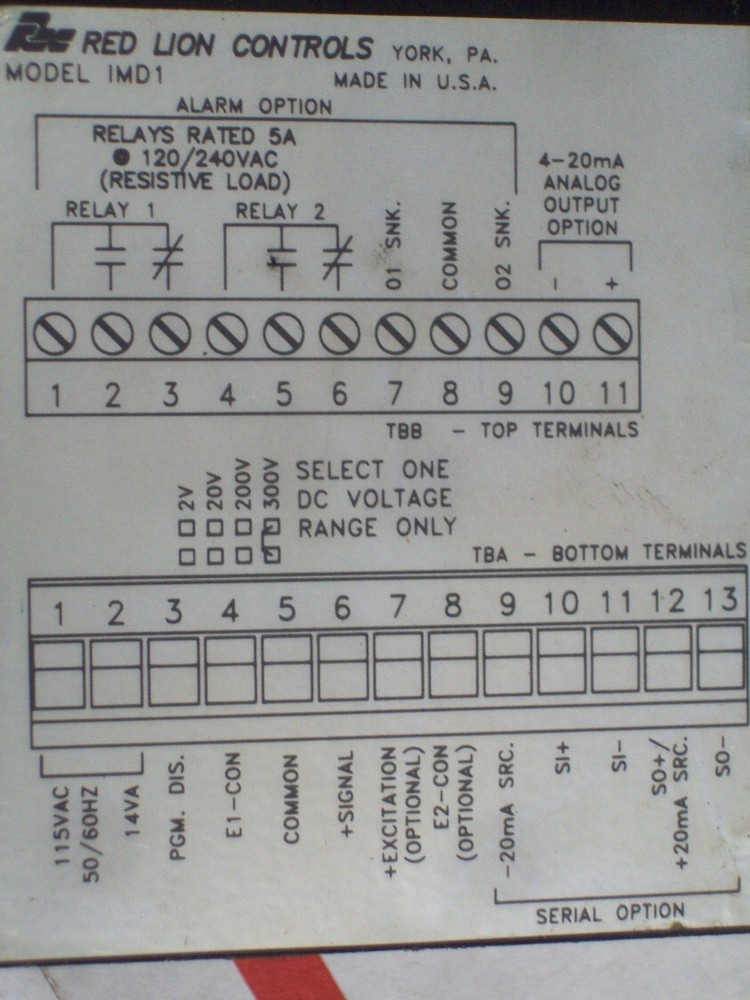 RED LION CONTROLS YORK, PA.
MODEL IMD1 MADE IN U.S.A.
ALARM OPTION
RELAYS RATED 5A
@ 120/240VAC
(RESISTIVE LOAD)
4-20mA
ANALOG
OUTPUT
OPTION
RELAY 1
RELAY 2
O1 SNK.
COMMON
O2 SNK.
- +
1 2 3 4 5 6 7 8 9 10 11
TBB - TOP TERMINALS
2V
20V
200V
300V
SELECT ONE
DC VOLTAGE
RANGE ONLY
TBA - BOTTOM TERMINALS
1 2 3 4 5 6 7 8 9 10 11 12 13
115VAC
50/60HZ
14VA
PGM. DIS.
E1-CON
COMMON
+SIGNAL
+EXCITATION
(OPTIONAL)
E2-CON
(OPTIONAL)
-20mA SRC.
SI+
SI-
SO+/
+20mA SRC.
SO-
SERIAL OPTION